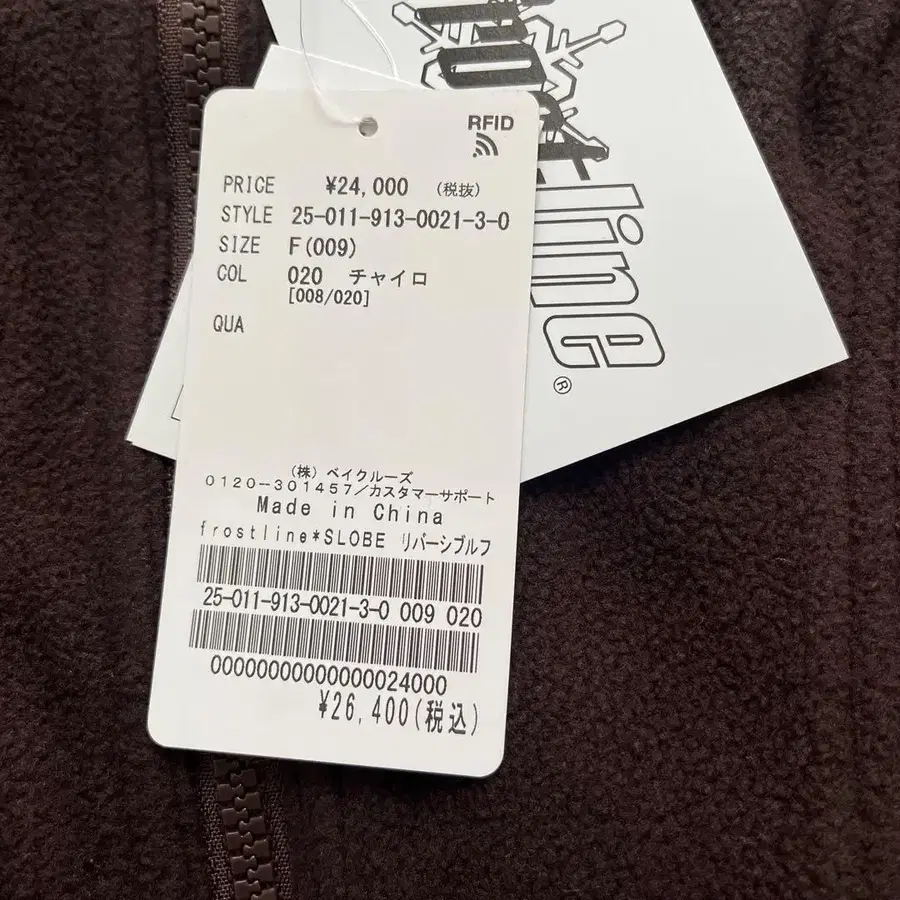 frost
line
®
RFID
PRICE ¥24,000 (税抜)
STYLE 25-011-913-0021-3-0
SIZE F(009)
COL 020 チャイロ
[008/020]
QUA
(株) ベイクルーズ
0120-301457/カスタマーサポート
Made in China
frostline*SLOBE リバーシブルフ
25-011-913-0021-3-0 009 020
0000000000000024000
¥26,400(税込)